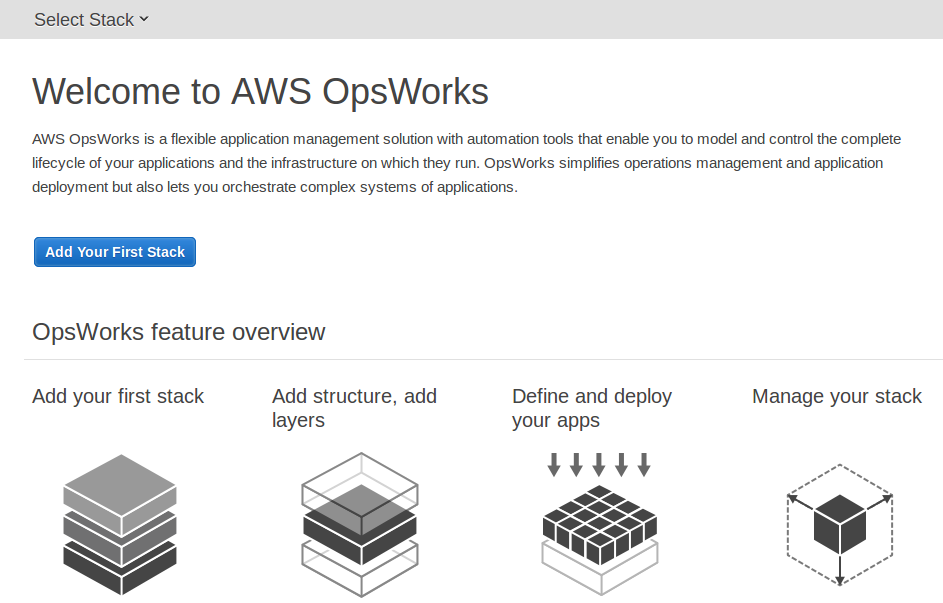 Select Stack
Welcome to AWS OpsWorks
AWS OpsWorks is a flexible application management solution with automation tools that enable you to model and control the complete
lifecycle of your applications and the infrastructure on which they run. OpsWorks simplifies operations management and application
deployment but also lets you orchestrate complex systems of applications.
Add Your First Stack
OpsWorks feature overview
Add your first stack
Add structure, add
layers
Define and deploy
your apps
Manage your stack